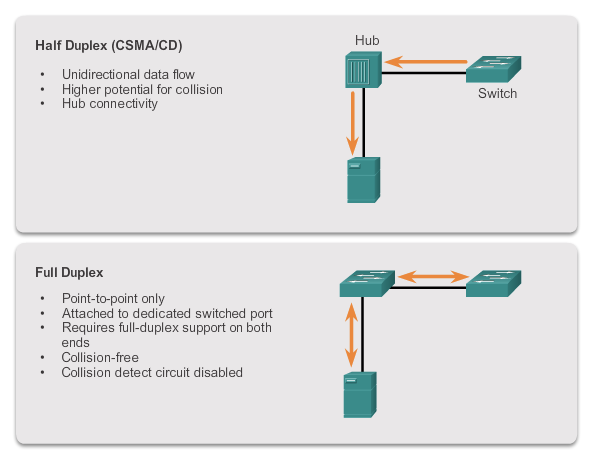 Half Duplex (CSMA/CD)
• Unidirectional data flow
• Higher potential for collision
• Hub connectivity
Hub
Switch
Full Duplex
• Point-to-point only
• Attached to dedicated switched port
• Requires full-duplex support on both
ends
• Collision-free
• Collision detect circuit disabled